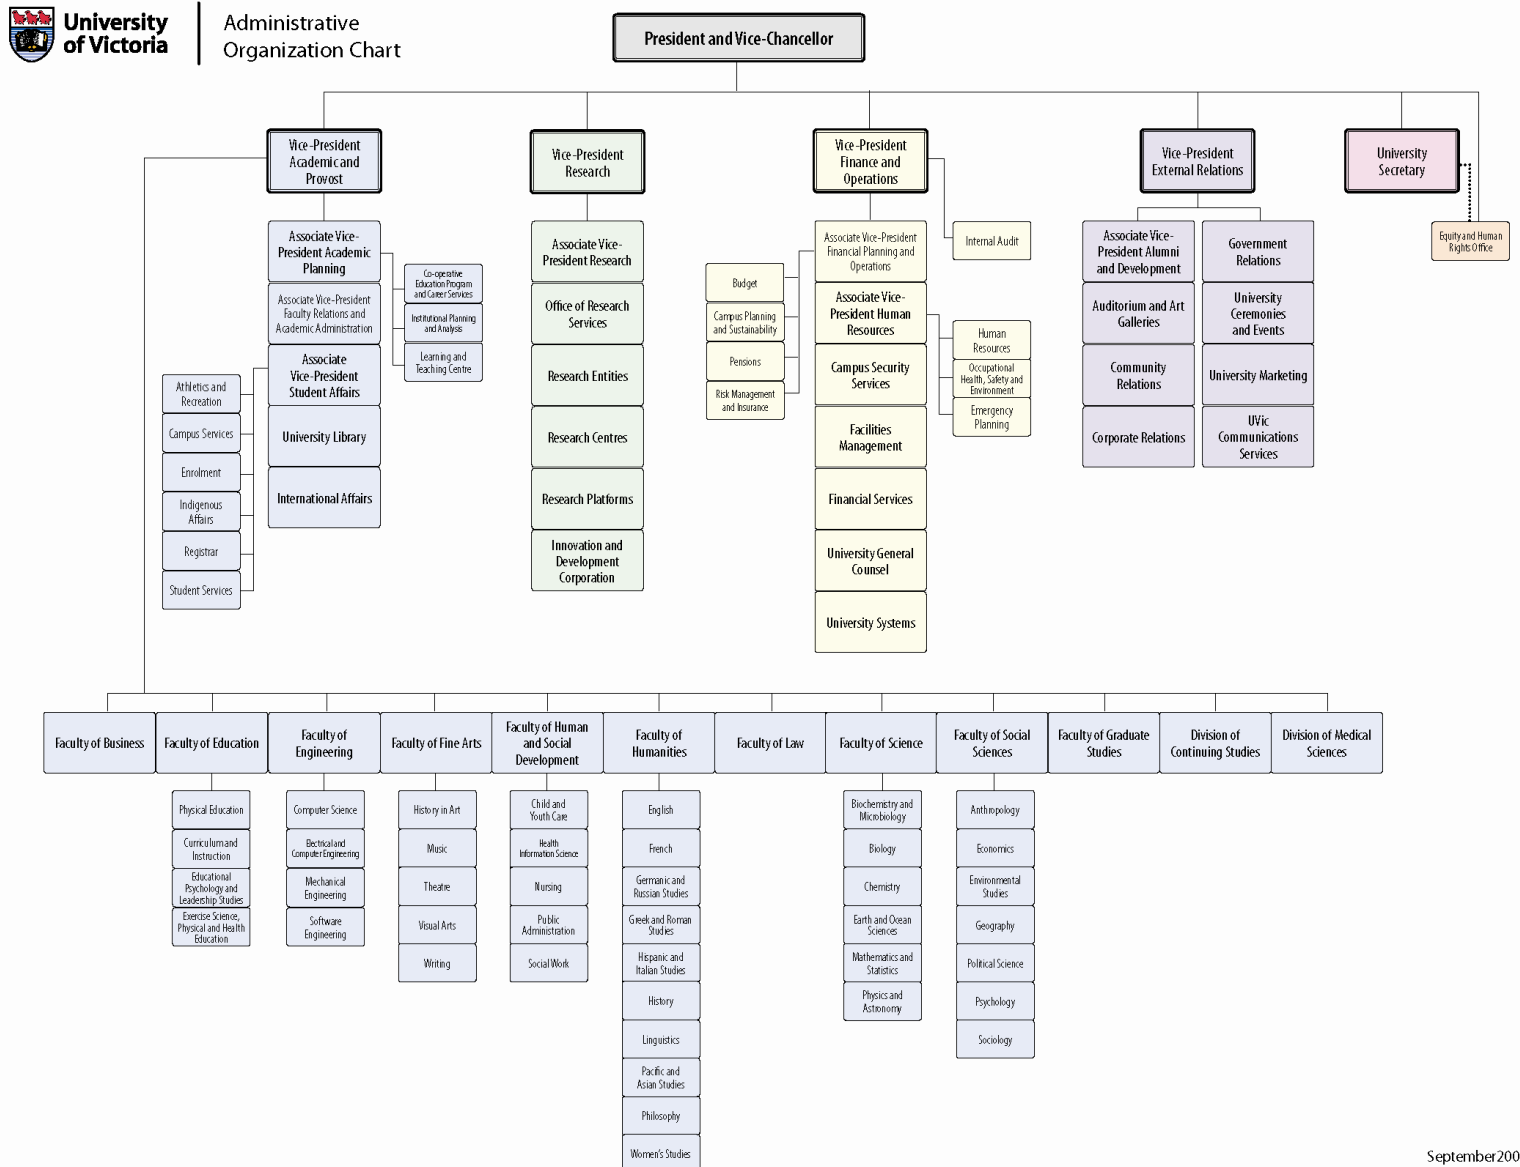 University
of Victoria
Administrative
Organization Chart
President and Vice-Chancellor
Vice-President
Academic and
Provost
Vice-President
Research
Vice-President
Finance and
Operations
Vice-President
External Relations
University
Secretary
Equity and Human
Rights Office
Associate Vice-
President Academic
Planning
Associate Vice-President
Faculty Relations and
Academic Administration
Associate
Vice-President
Student Affairs
University Library
International Affairs
Co-operative
Education Program
and Career Services
Institutional Planning
and Analysis
Learning and
Teaching Centre
Athletics and
Recreation
Campus Services
Enrolment
Indigenous
Affairs
Registrar
Student Services
Associate Vice-
President Research
Office of Research
Services
Research Entities
Research Centres
Research Platforms
Innovation and
Development
Corporation
Associate Vice-President
Financial Planning and
Operations
Associate Vice-
President Human
Resources
Campus Security
Services
Facilities
Management
Financial Services
University General
Counsel
University Systems
Internal Audit
Budget
Campus Planning
and Sustainability
Pensions
Risk Management
and Insurance
Human
Resources
Occupational
Health, Safety and
Environment
Emergency
Planning
Associate Vice-
President Alumni
and Development
Auditorium and Art
Galleries
Community
Relations
Corporate Relations
Government
Relations
University
Ceremonies
and Events
University Marketing
UVic
Communications
Services
Faculty of Business
Faculty of Education
Faculty of
Engineering
Faculty of Fine Arts
Faculty of Human
and Social
Development
Faculty of
Humanities
Faculty of Law
Faculty of Science
Faculty of Social
Sciences
Faculty of Graduate
Studies
Division of
Continuing Studies
Division of Medical
Sciences
Physical Education
Curriculum and
Instruction
Educational
Psychology and
Leadership Studies
Exercise Science,
Physical and Health
Education
Computer Science
Electrical and
Computer Engineering
Mechanical
Engineering
Software
Engineering
History in Art
Music
Theatre
Visual Arts
Writing
Child and
Youth Care
Health
Information Science
Nursing
Public
Administration
Social Work
English
French
Germanic and
Russian Studies
Greek and Roman
Studies
Hispanic and
Italian Studies
History
Linguistics
Pacific and
Asian Studies
Philosophy
Women's Studies
Biochemistry and
Microbiology
Biology
Chemistry
Earth and Ocean
Sciences
Mathematics and
Statistics
Physics and
Astronomy
Anthropology
Economics
Environmental
Studies
Geography
Political Science
Psychology
Sociology
September200